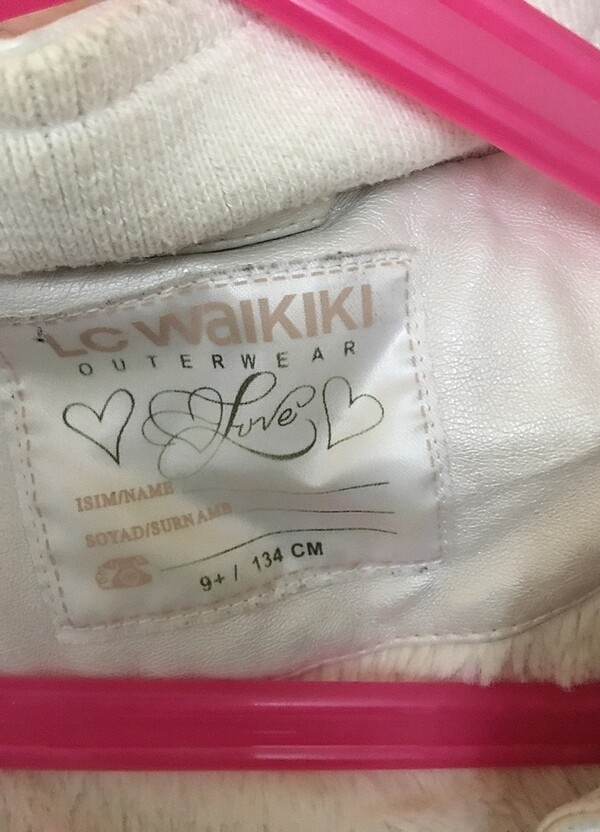 LC WaIKIKI
OUTERWEAR
Love
ISIM/NAME
SOYAD/SURNAME
9+ / 134 CM